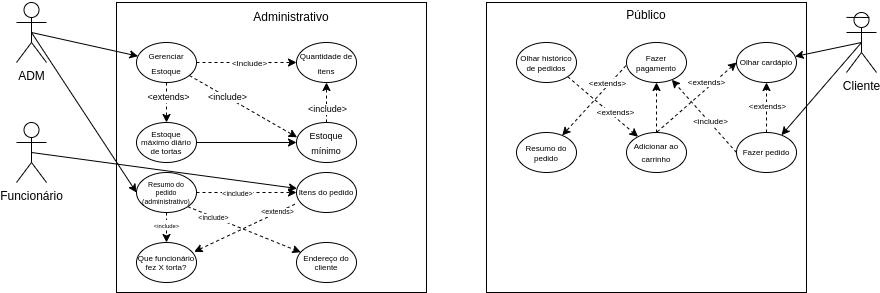 Administrativo
Público
Gerenciar
Estoque
<Include>
Quantidade de
itens
Olhar histórico
de pedidos
Fazer
pagamento
Olhar cardápio
ADM
Cliente
<extends>
<include>
<include>
<extends>
<extends>
<extends>
<extends>
<include>
Estoque
máximo diário
de tortas
Estoque
mínimo
Resumo do
pedido
Adicionar ao
carrinho
Fazer pedido
Funcionário
Resumo do
pedido
(administrativo)
<include>
Itens do pedido
<include>
<extends>
<include>
Que funcionário
fez X torta?
Endereço do
cliente